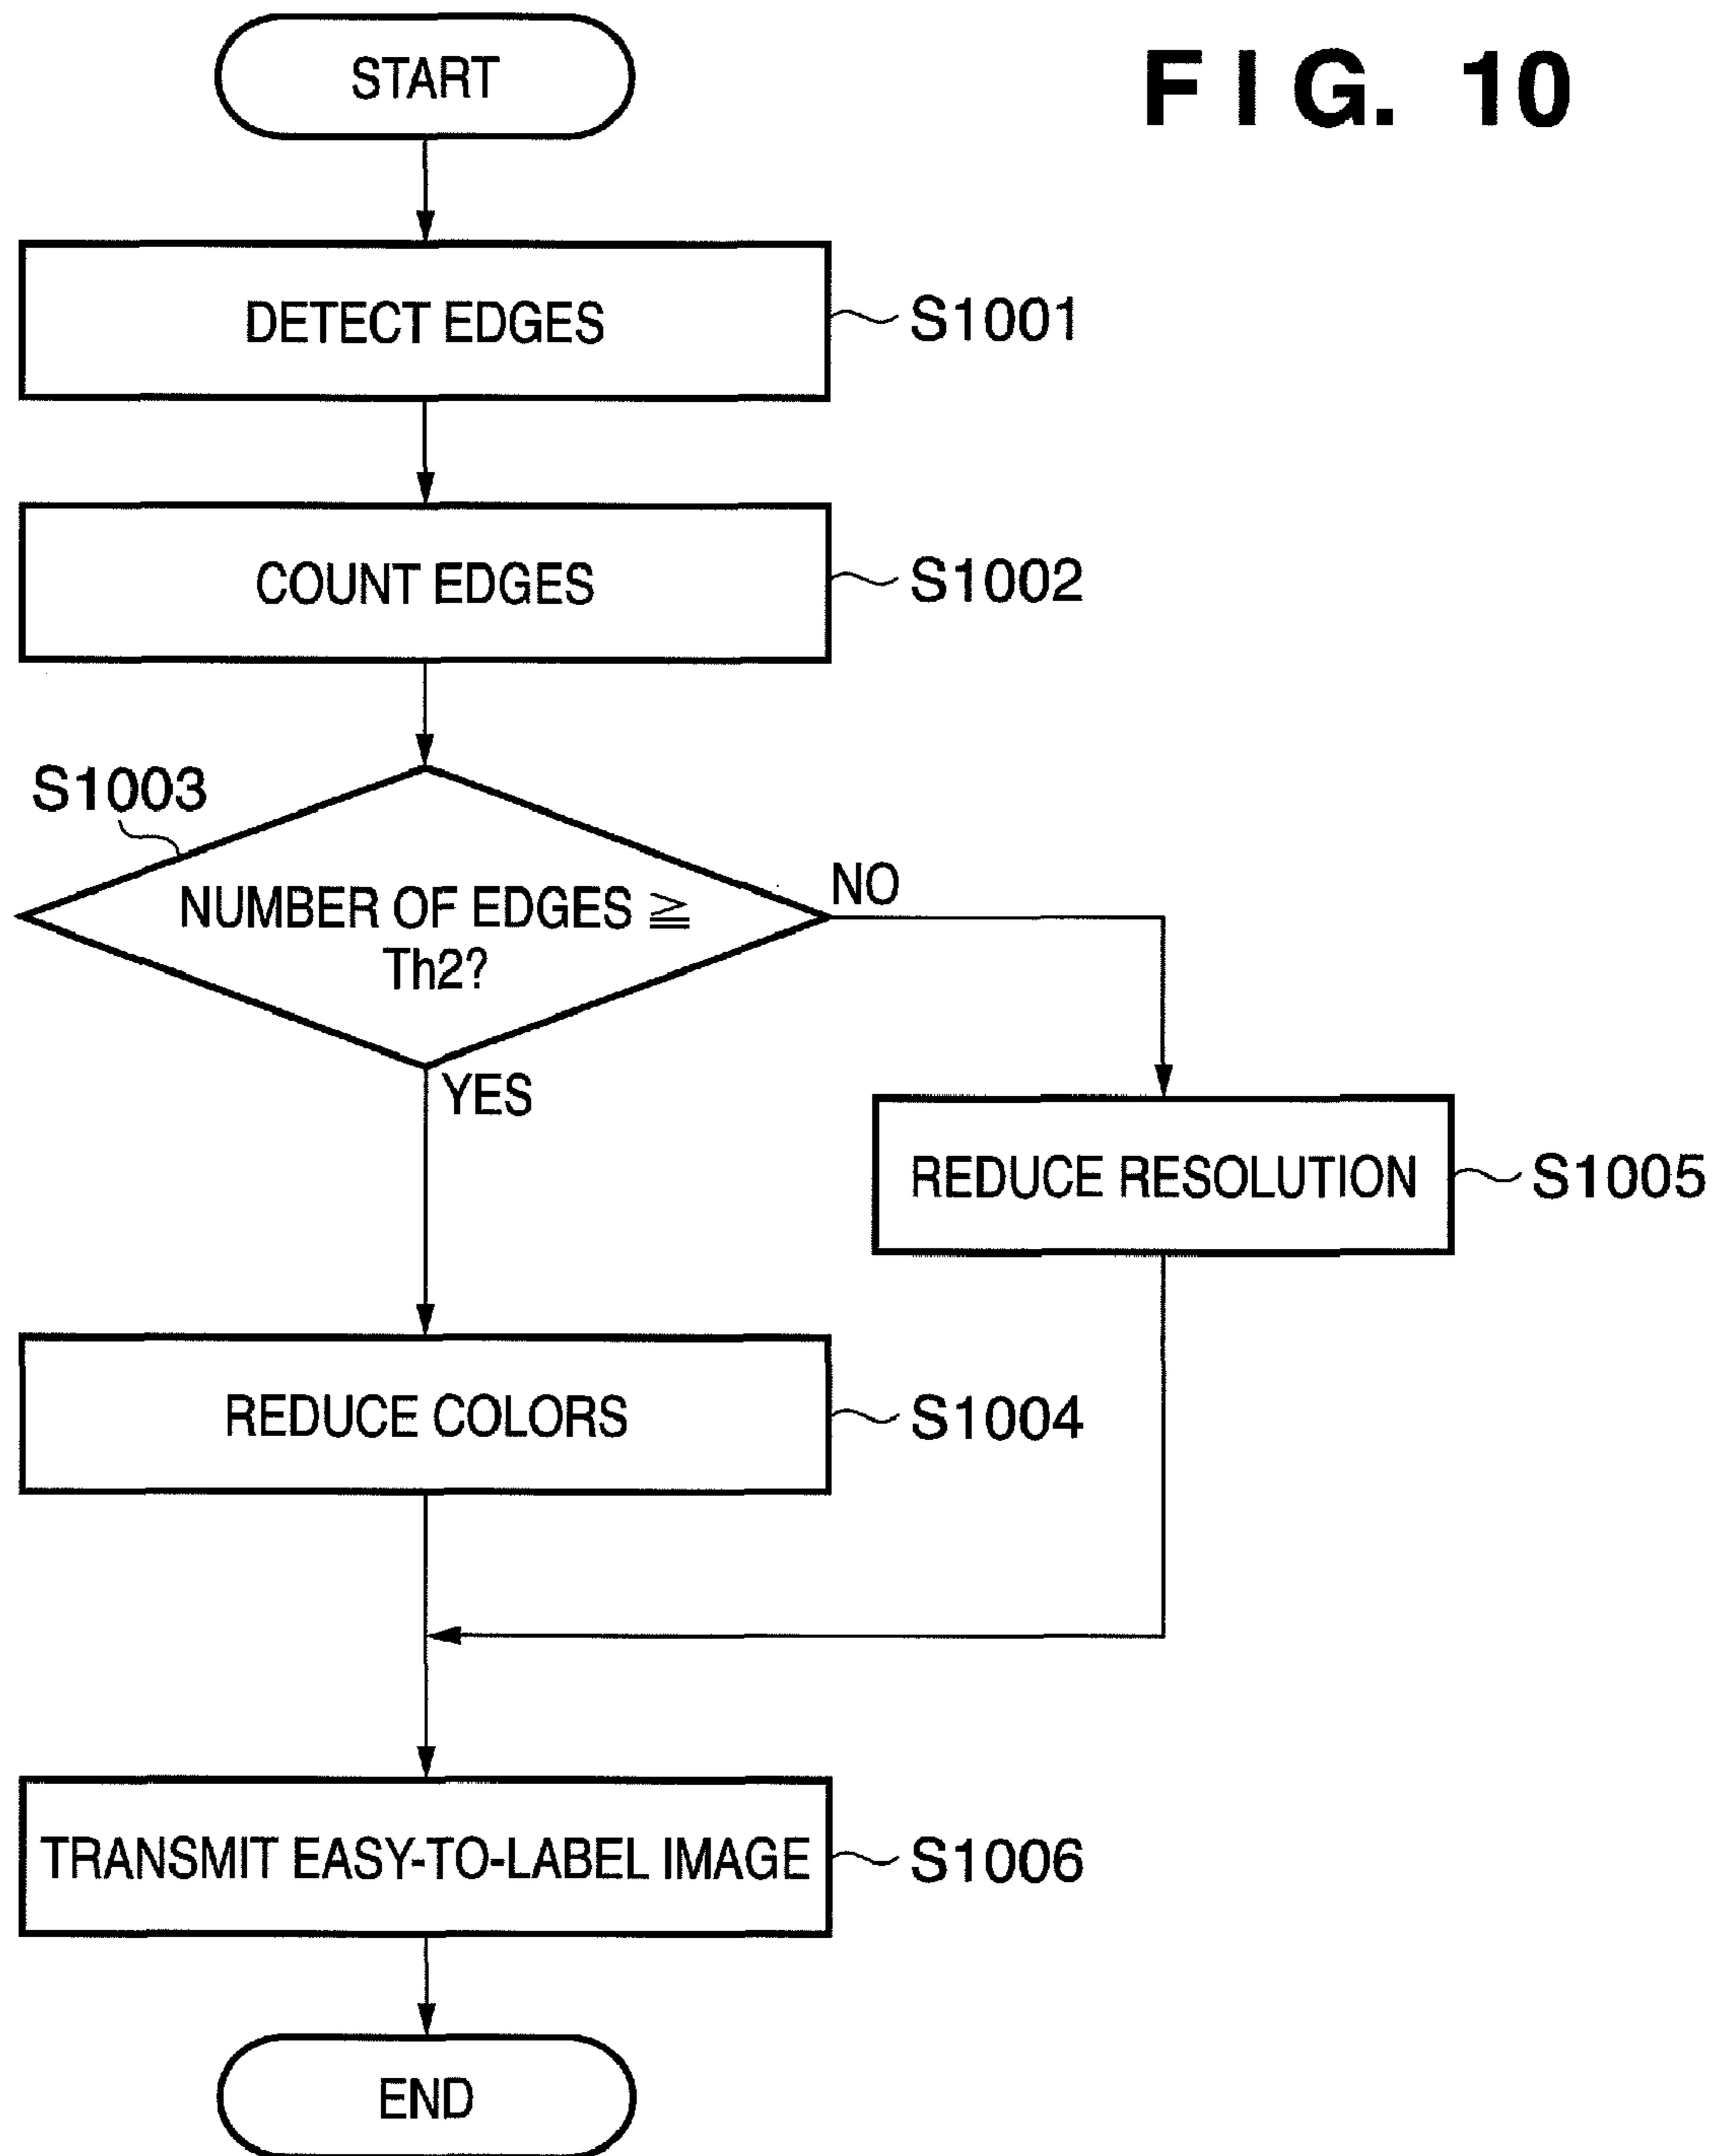 FIG. 10
START
DETECT EDGES
S1001
COUNT EDGES
S1002
S1003
NUMBER OF EDGES ≧
Th2?
NO
YES
REDUCE RESOLUTION
S1005
REDUCE COLORS
S1004
TRANSMIT EASY-TO-LABEL IMAGE
S1006
END